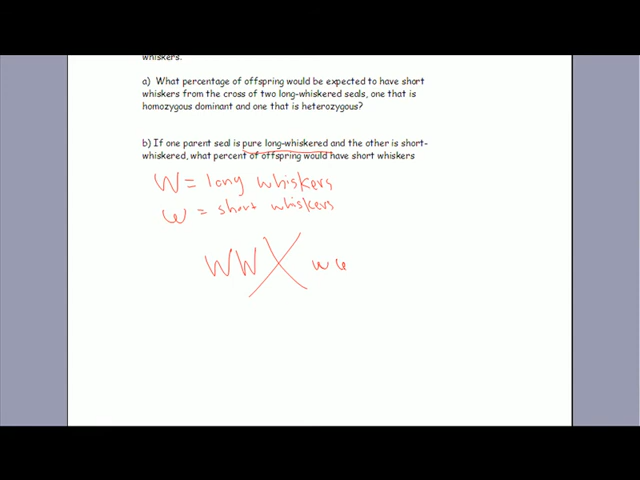 whiskers.
a) What percentage of offspring would be expected to have short
whiskers from the cross of two long-whiskered seals, one that is
homozygous dominant and one that is heterozygous?
b) If one parent seal is pure long-whiskered and the other is short-
whiskered, what percent of offspring would have short whiskers
W = long whiskers
w = short whiskers
WW X w w